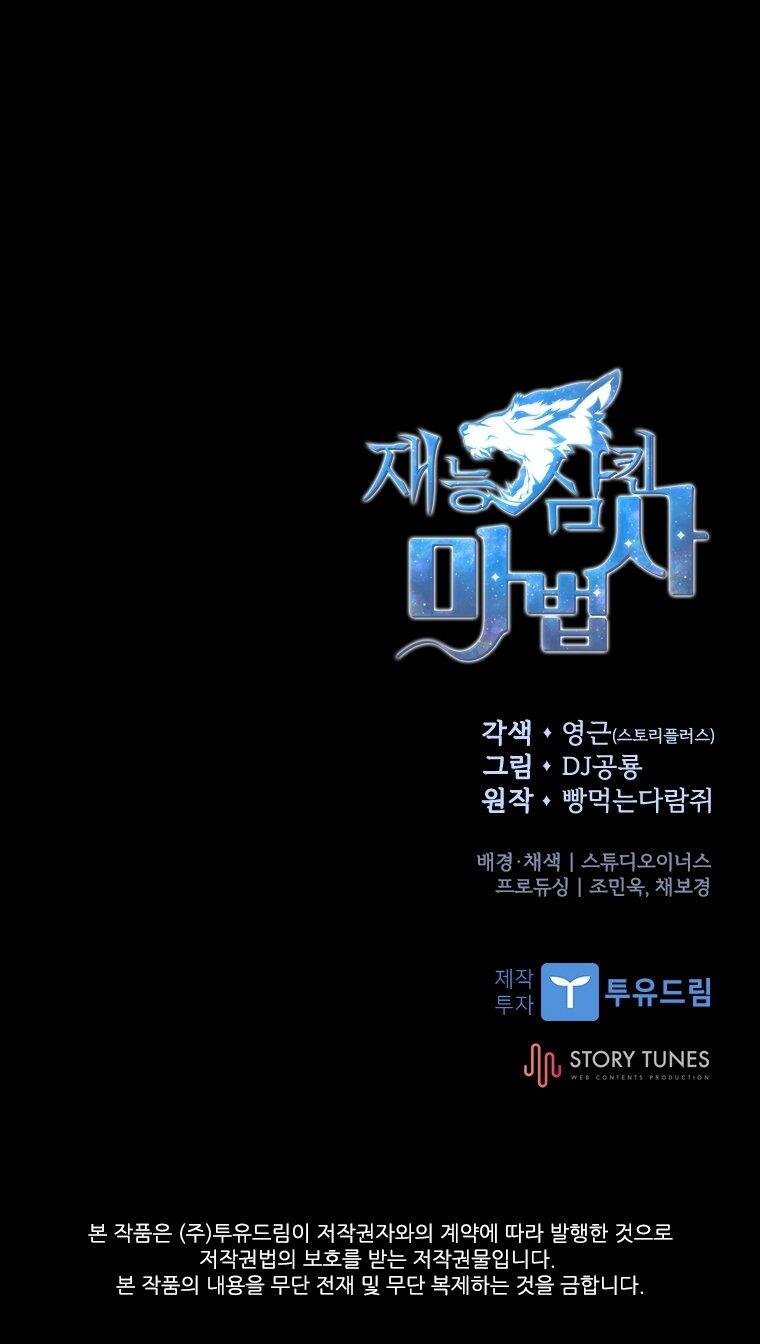 재능 삼킨
마법사
각색 ♦ 영근(스토리플러스)
그림 ♦ DJ공룡
원작 ♦ 빵먹는다람쥐
배경·채색 | 스튜디오이너스
프로듀싱 | 조민욱, 채보경
제작
투자
투유드림
STORY TUNES
WEB CONTENTS PRODUCTION
본 작품은 (주)투유드림이 저작권자와의 계약에 따라 발행한 것으로
저작권법의 보호를 받는 저작권물입니다.
본 작품의 내용을 무단 전재 및 무단 복제하는 것을 금합니다.